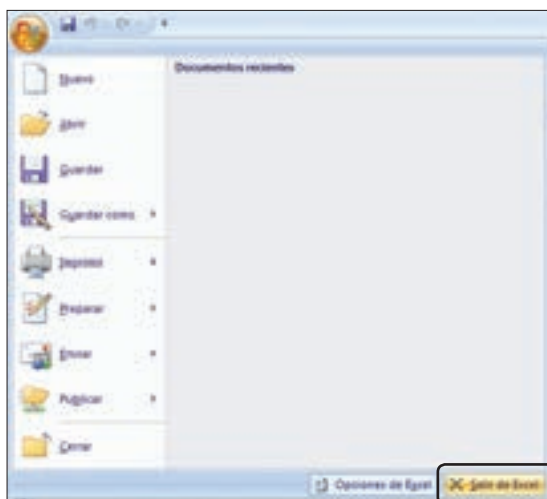 Documentos recientes
Nuevo
Abrir
Guardar
Guardar como
Imprimir
Preparar
Enviar
Publicar
Cerrar
Opciones de Excel
Salir de Excel